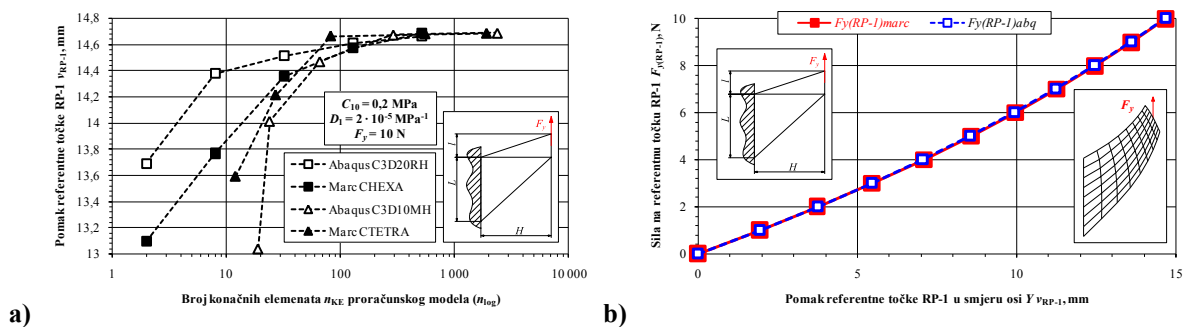 Pomak referentne točke RP-1 vRP-1, mm
14,8
14,6
14,4
14,2
14
13,8
13,6
13,4
13,2
13
1 10 100 1 000 10 000
Broj konačnih elemenata nKE proračunskog modela (nlog)
C10 = 0,2 MPa
D1 = 2 · 10-5 MPa-1
Fy = 10 N
Abaqus C3D20RH
Marc CHEXA
Abaqus C3D10MH
Marc CTETRA
Fy
l
L
H
a)
Sila na referentnu točku RP-1 Fy(RP-1), N
10
8
6
4
2
0
0 5 10 15
Pomak referentne točke RP-1 u smjeru osi Y vRP-1, mm
Fy(RP-1)marc
Fy(RP-1)abq
Fy
l
L
H
Fy
b)